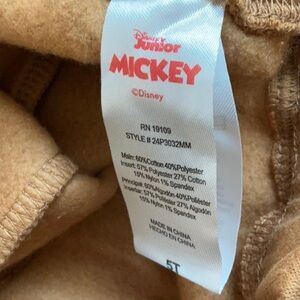 Disney
Junior
MICKEY
©Disney
RN 19109
STYLE # 24P3032MM
Main: 60%Cotton 40%Polyester
Insert: 57% Polyester 27% Cotton
15% Nylon 1% Spandex
Principal: 60%Algodón 40%Poliéster
Insertar: 57% Poliéster 27% Algodón
15% Nylon 1% Spandex
MADE IN CHINA
HECHO EN CHINA
5T